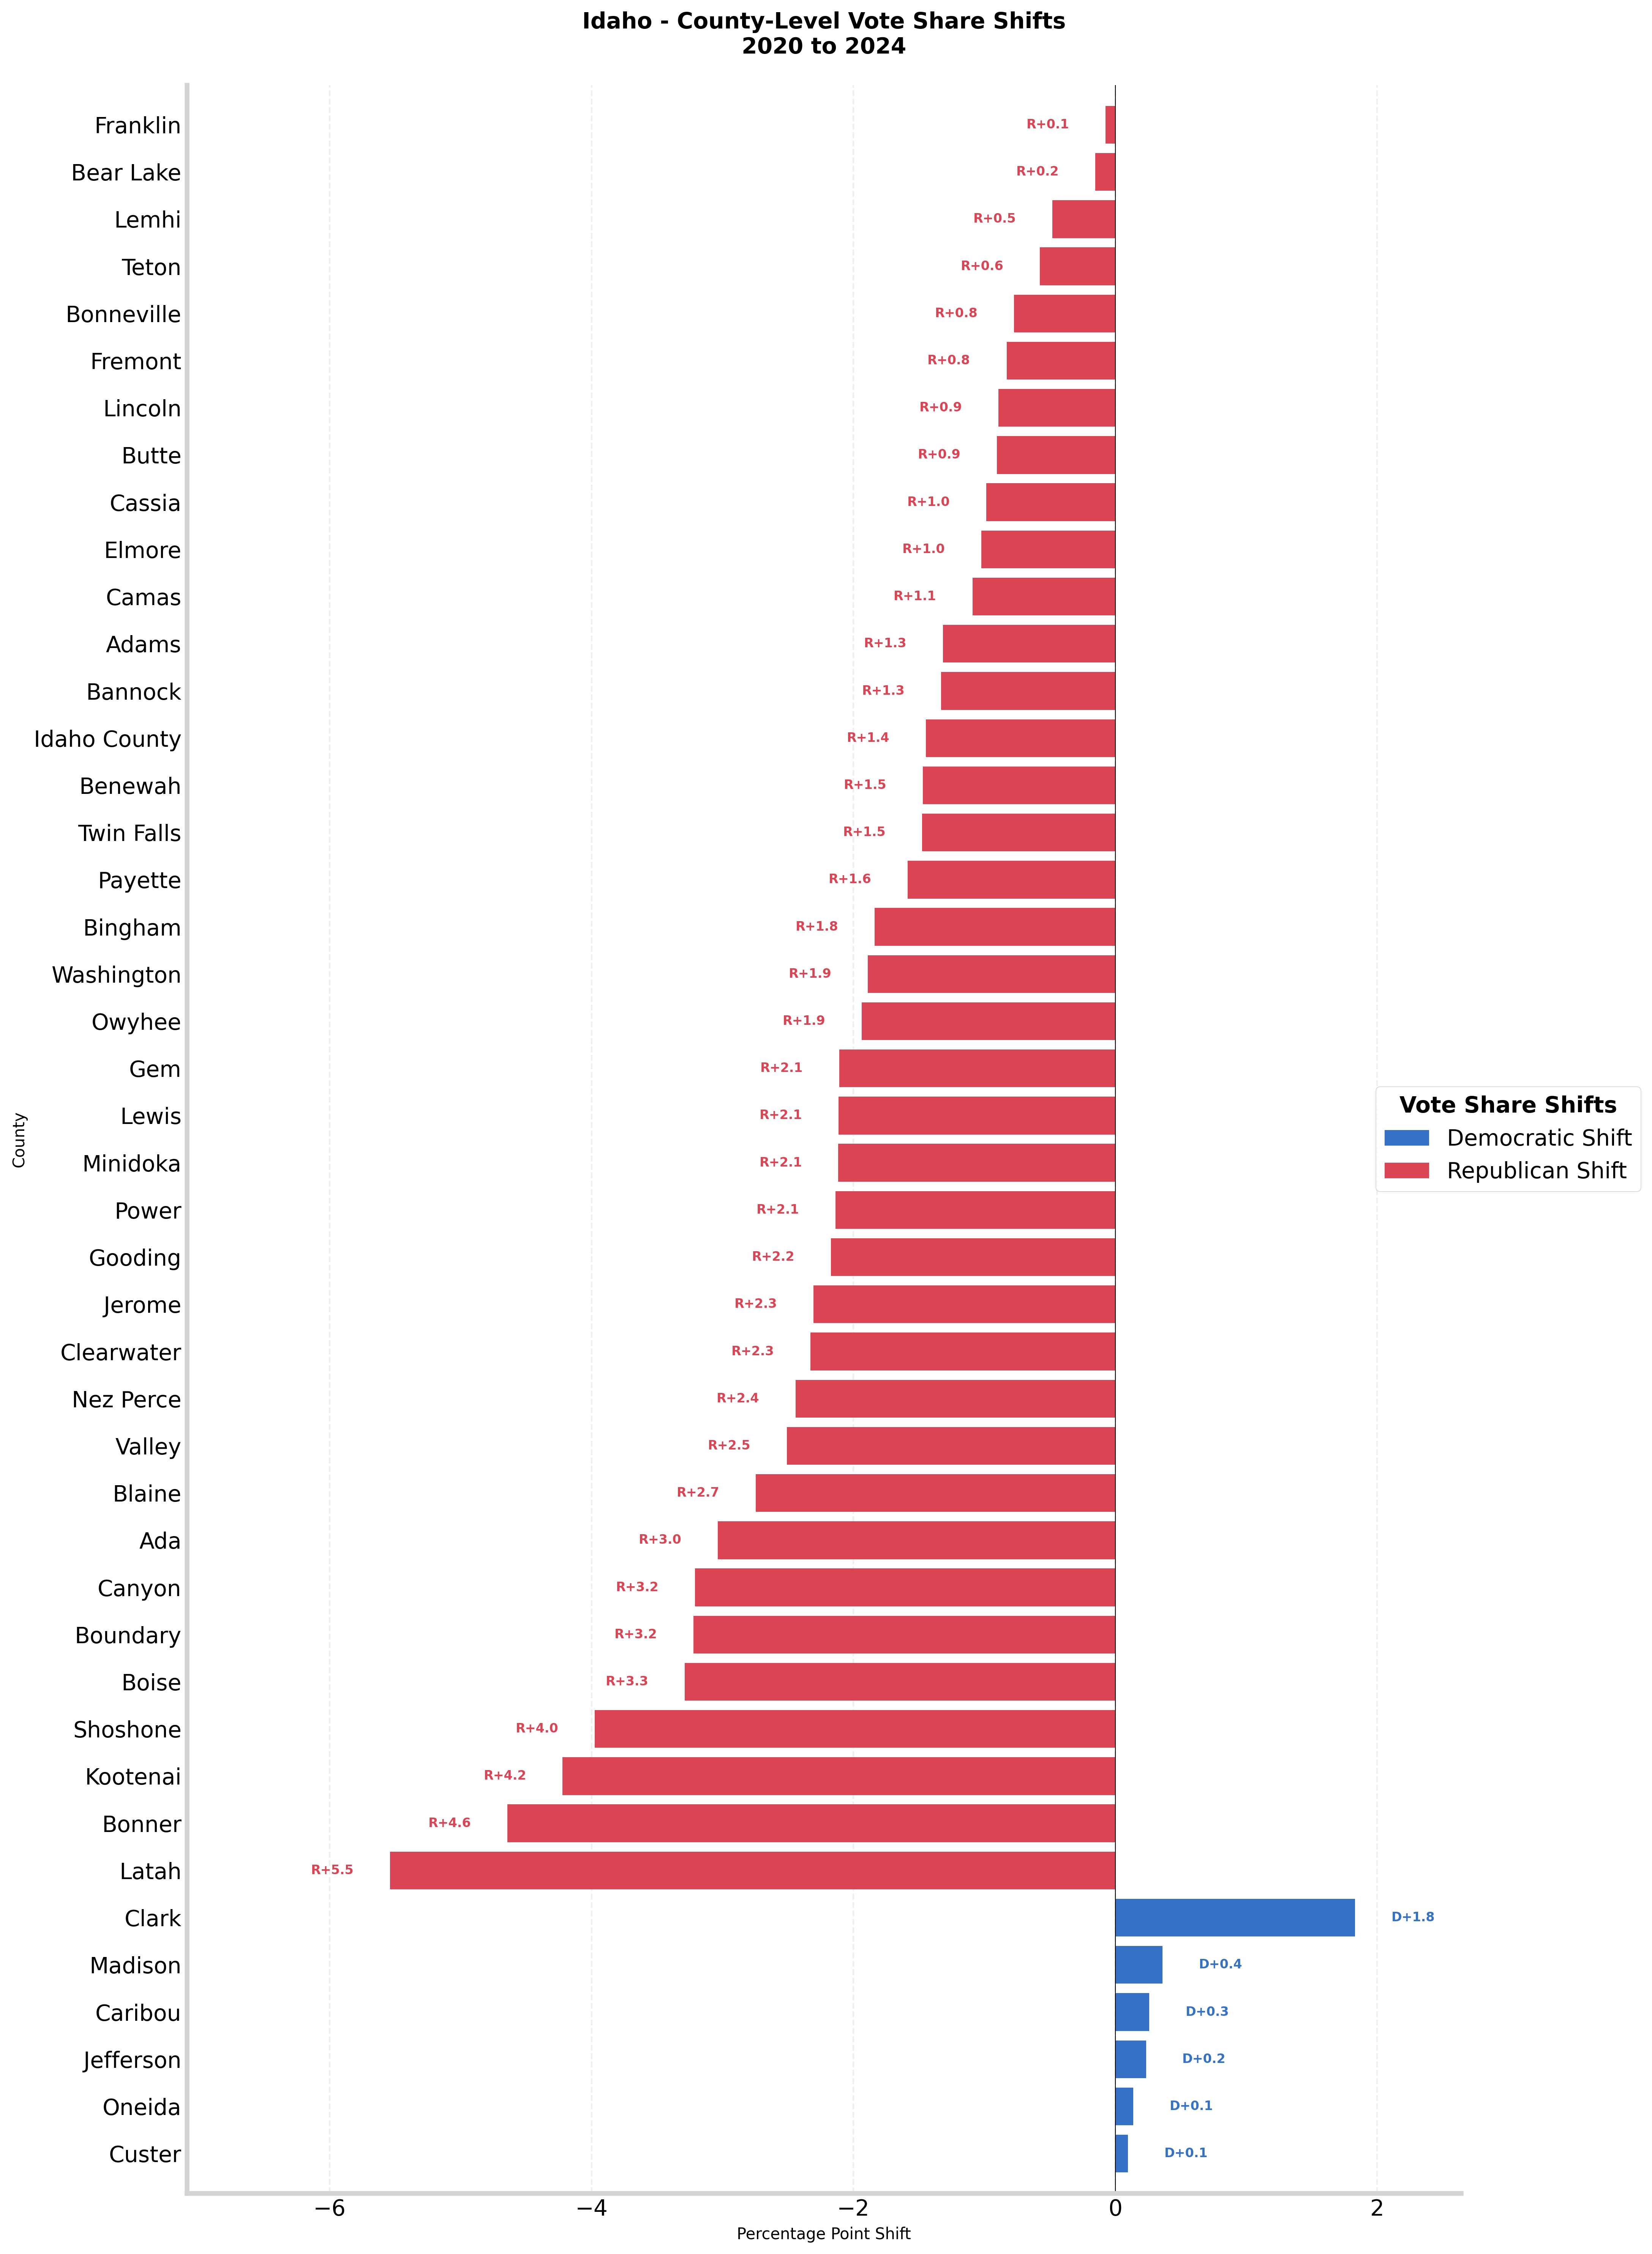 Idaho - County-Level Vote Share Shifts
2020 to 2024
Franklin R+0.1
Bear Lake R+0.2
Lemhi R+0.5
Teton R+0.6
Bonneville R+0.8
Fremont R+0.8
Lincoln R+0.9
Butte R+0.9
Cassia R+1.0
Elmore R+1.0
Camas R+1.1
Adams R+1.3
Bannock R+1.3
Idaho County R+1.4
Benewah R+1.5
Twin Falls R+1.5
Payette R+1.6
Bingham R+1.8
Washington R+1.9
Owyhee R+1.9
Gem R+2.1
Lewis R+2.1
Minidoka R+2.1
Power R+2.1
Gooding R+2.2
Jerome R+2.3
Clearwater R+2.3
Nez Perce R+2.4
Valley R+2.5
Blaine R+2.7
Ada R+3.0
Canyon R+3.2
Boundary R+3.2
Boise R+3.3
Shoshone R+4.0
Kootenai R+4.2
Bonner R+4.6
Latah R+5.5
Clark D+1.8
Madison D+0.4
Caribou D+0.3
Jefferson D+0.2
Oneida D+0.1
Custer D+0.1
County
−6 −4 −2 0 2
Percentage Point Shift
Vote Share Shifts
Democratic Shift
Republican Shift